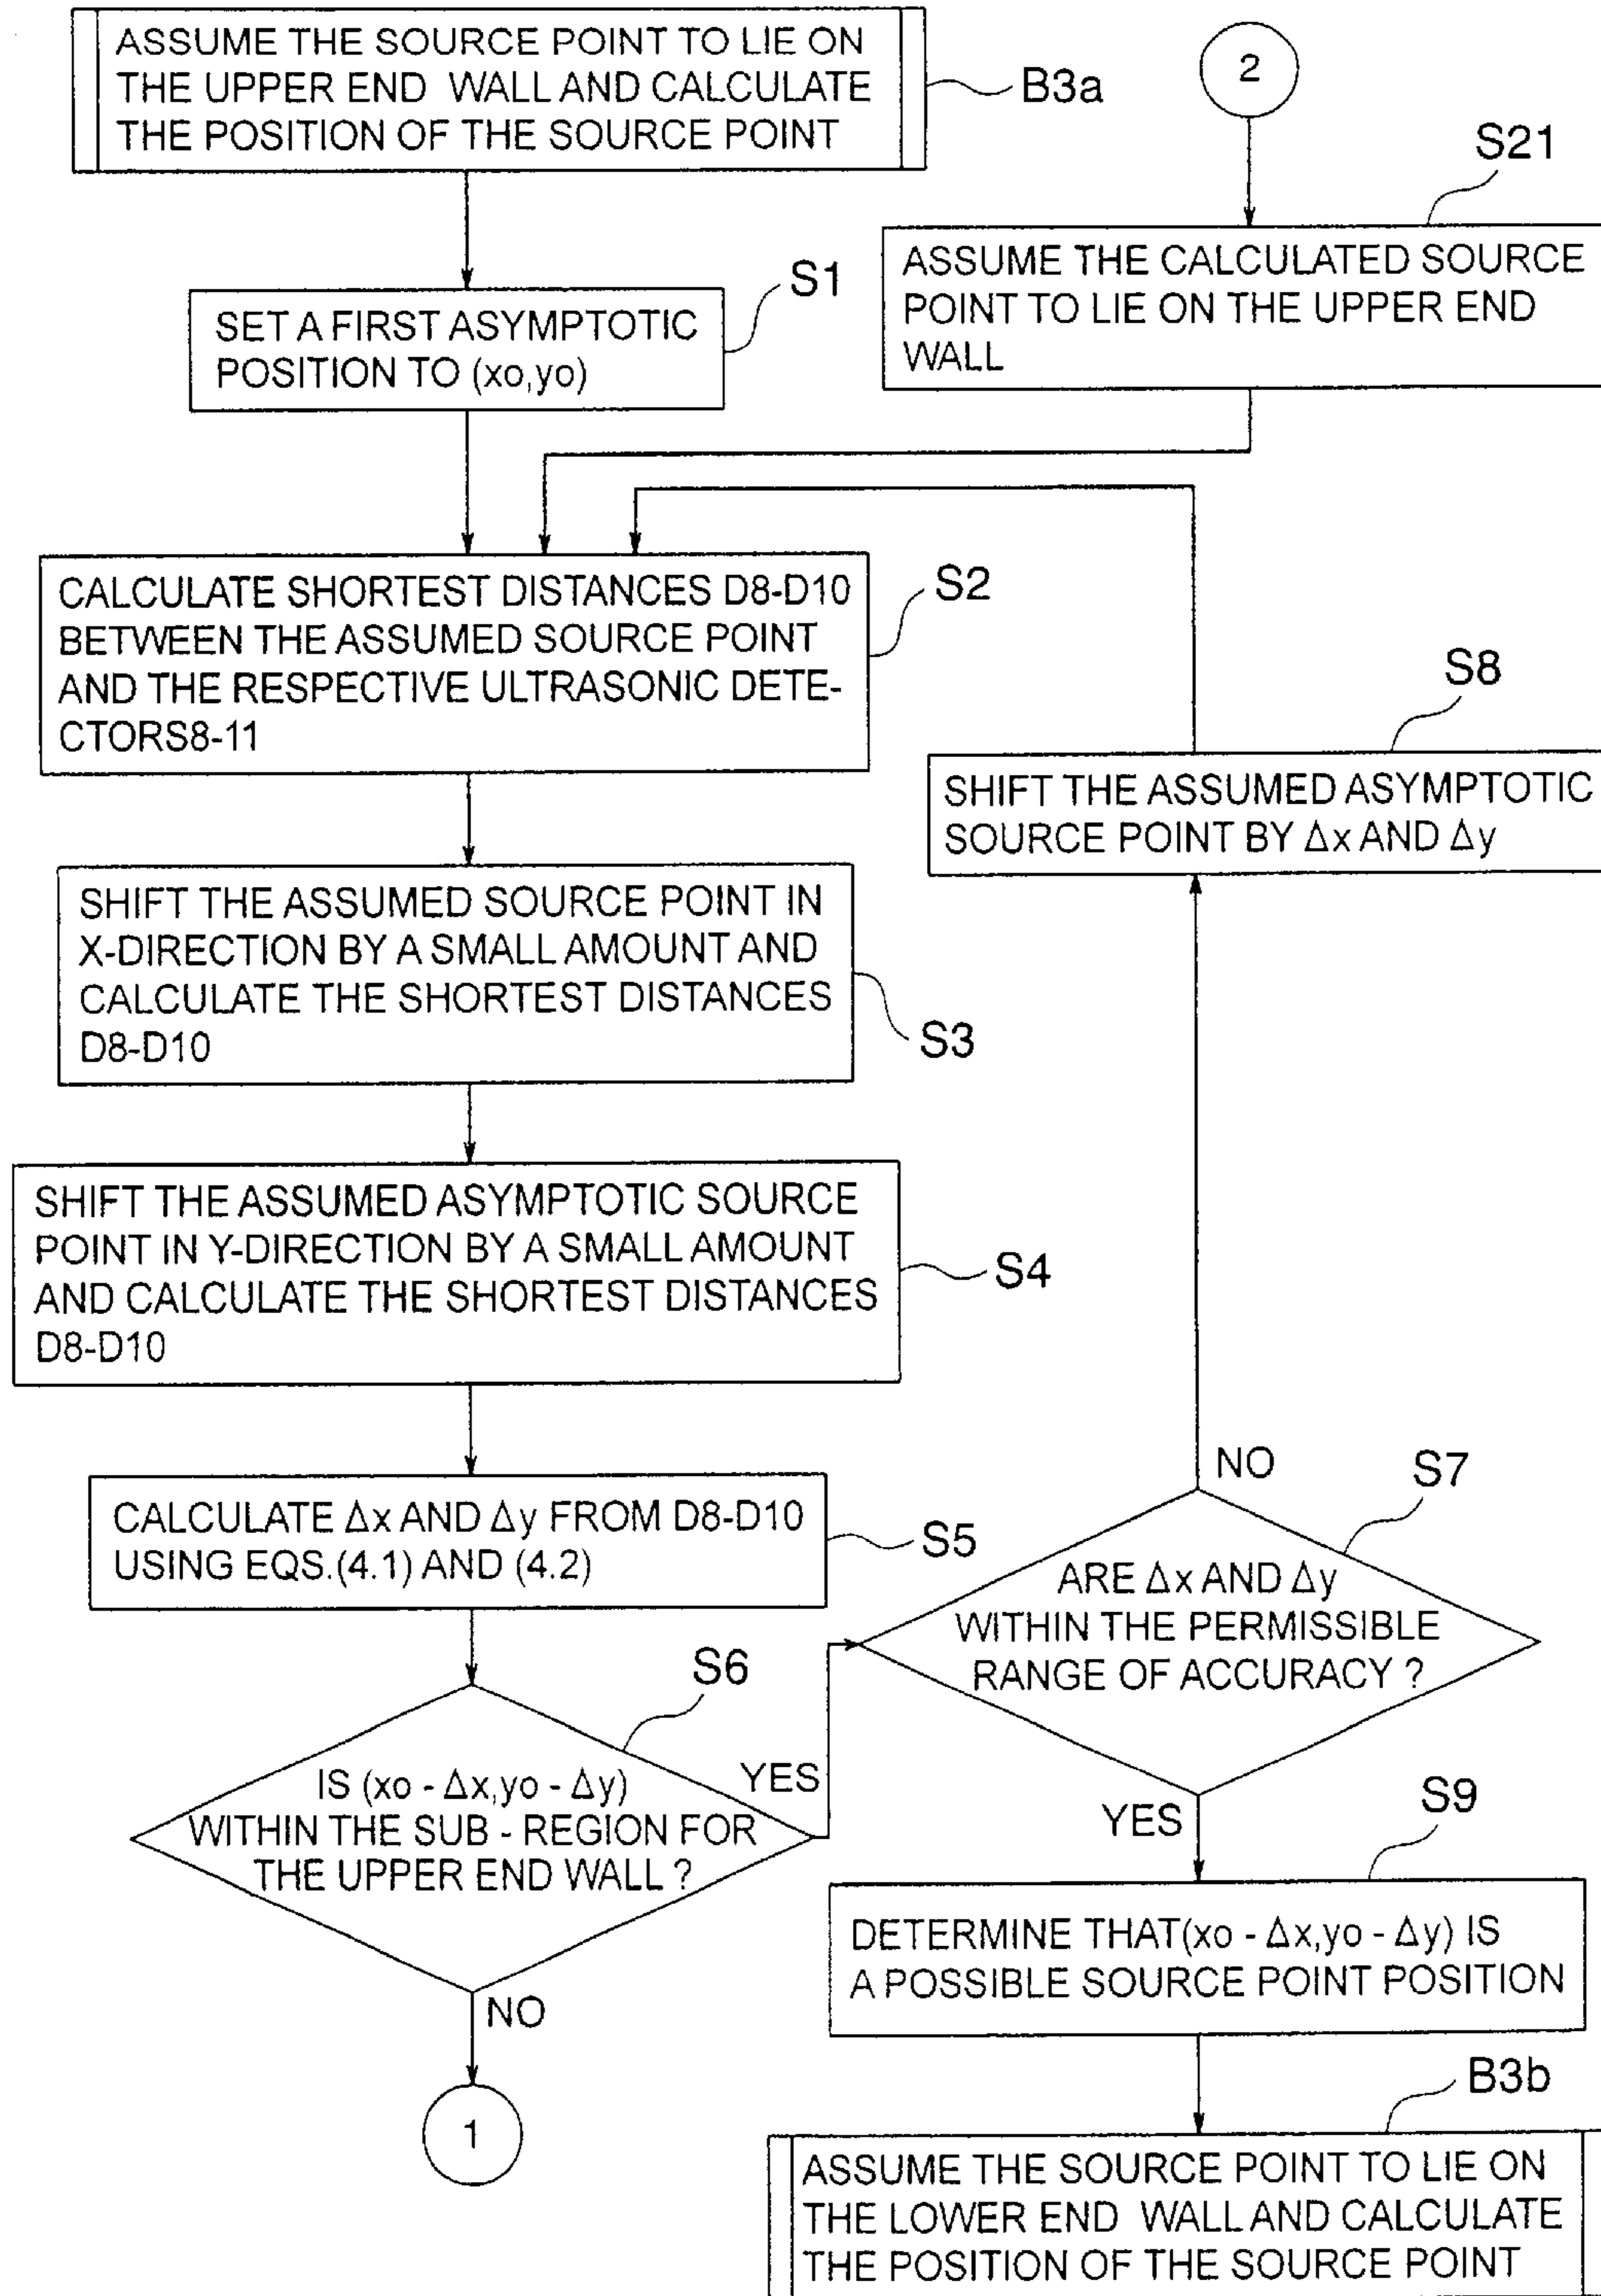 ASSUME THE SOURCE POINT TO LIE ON
THE UPPER END WALL AND CALCULATE
THE POSITION OF THE SOURCE POINT
B3a
2
S21
ASSUME THE CALCULATED SOURCE
POINT TO LIE ON THE UPPER END
WALL
S1
SET A FIRST ASYMPTOTIC
POSITION TO (xo,yo)
S2
CALCULATE SHORTEST DISTANCES D8-D10
BETWEEN THE ASSUMED SOURCE POINT
AND THE RESPECTIVE ULTRASONIC DETE-
CTORS8-11
S8
SHIFT THE ASSUMED ASYMPTOTIC
SOURCE POINT BY Δx AND Δy
SHIFT THE ASSUMED SOURCE POINT IN
X-DIRECTION BY A SMALL AMOUNT AND
CALCULATE THE SHORTEST DISTANCES
D8-D10
S3
SHIFT THE ASSUMED ASYMPTOTIC SOURCE
POINT IN Y-DIRECTION BY A SMALL AMOUNT
AND CALCULATE THE SHORTEST DISTANCES
D8-D10
S4
CALCULATE Δx AND Δy FROM D8-D10
USING EQS.(4.1) AND (4.2)
S5
NO
S7
ARE Δx AND Δy
WITHIN THE PERMISSIBLE
RANGE OF ACCURACY ?
S6
IS (xo - Δx,yo - Δy)
WITHIN THE SUB - REGION FOR
THE UPPER END WALL ?
YES
NO
1
YES
S9
DETERMINE THAT(xo - Δx,yo - Δy) IS
A POSSIBLE SOURCE POINT POSITION
B3b
ASSUME THE SOURCE POINT TO LIE ON
THE LOWER END WALL AND CALCULATE
THE POSITION OF THE SOURCE POINT